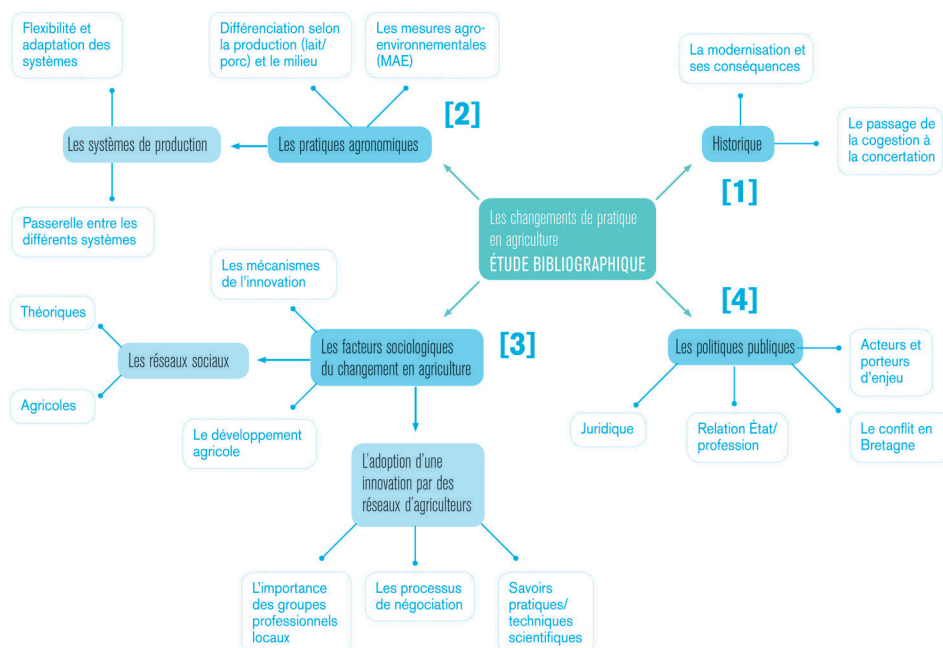 Flexibilité et
adaptation des
systèmes
Différenciation selon
la production (lait/
porc) et le milieu
Les mesures agro-
environnementales
(MAE)
[2]
Les systèmes de production
Les pratiques agronomiques
Passerelle entre les
différents systèmes
La modernisation et
ses conséquences
Historique
Le passage de
la cogestion à
la concertation
[1]
Les changements de pratique
en agriculture
ÉTUDE BIBLIOGRAPHIQUE
Les mécanismes
de l'innovation
Théoriques
Les réseaux sociaux
Agricoles
Les facteurs sociologiques
du changement en agriculture
[3]
Le développement
agricole
L'adoption d'une
innovation par des
réseaux d'agriculteurs
L'importance
des groupes
professionnels
locaux
Les processus
de négociation
Savoirs
pratiques/
techniques
scientifiques
[4]
Les politiques publiques
Acteurs et
porteurs
d'enjeu
Juridique
Relation État/
profession
Le conflit en
Bretagne